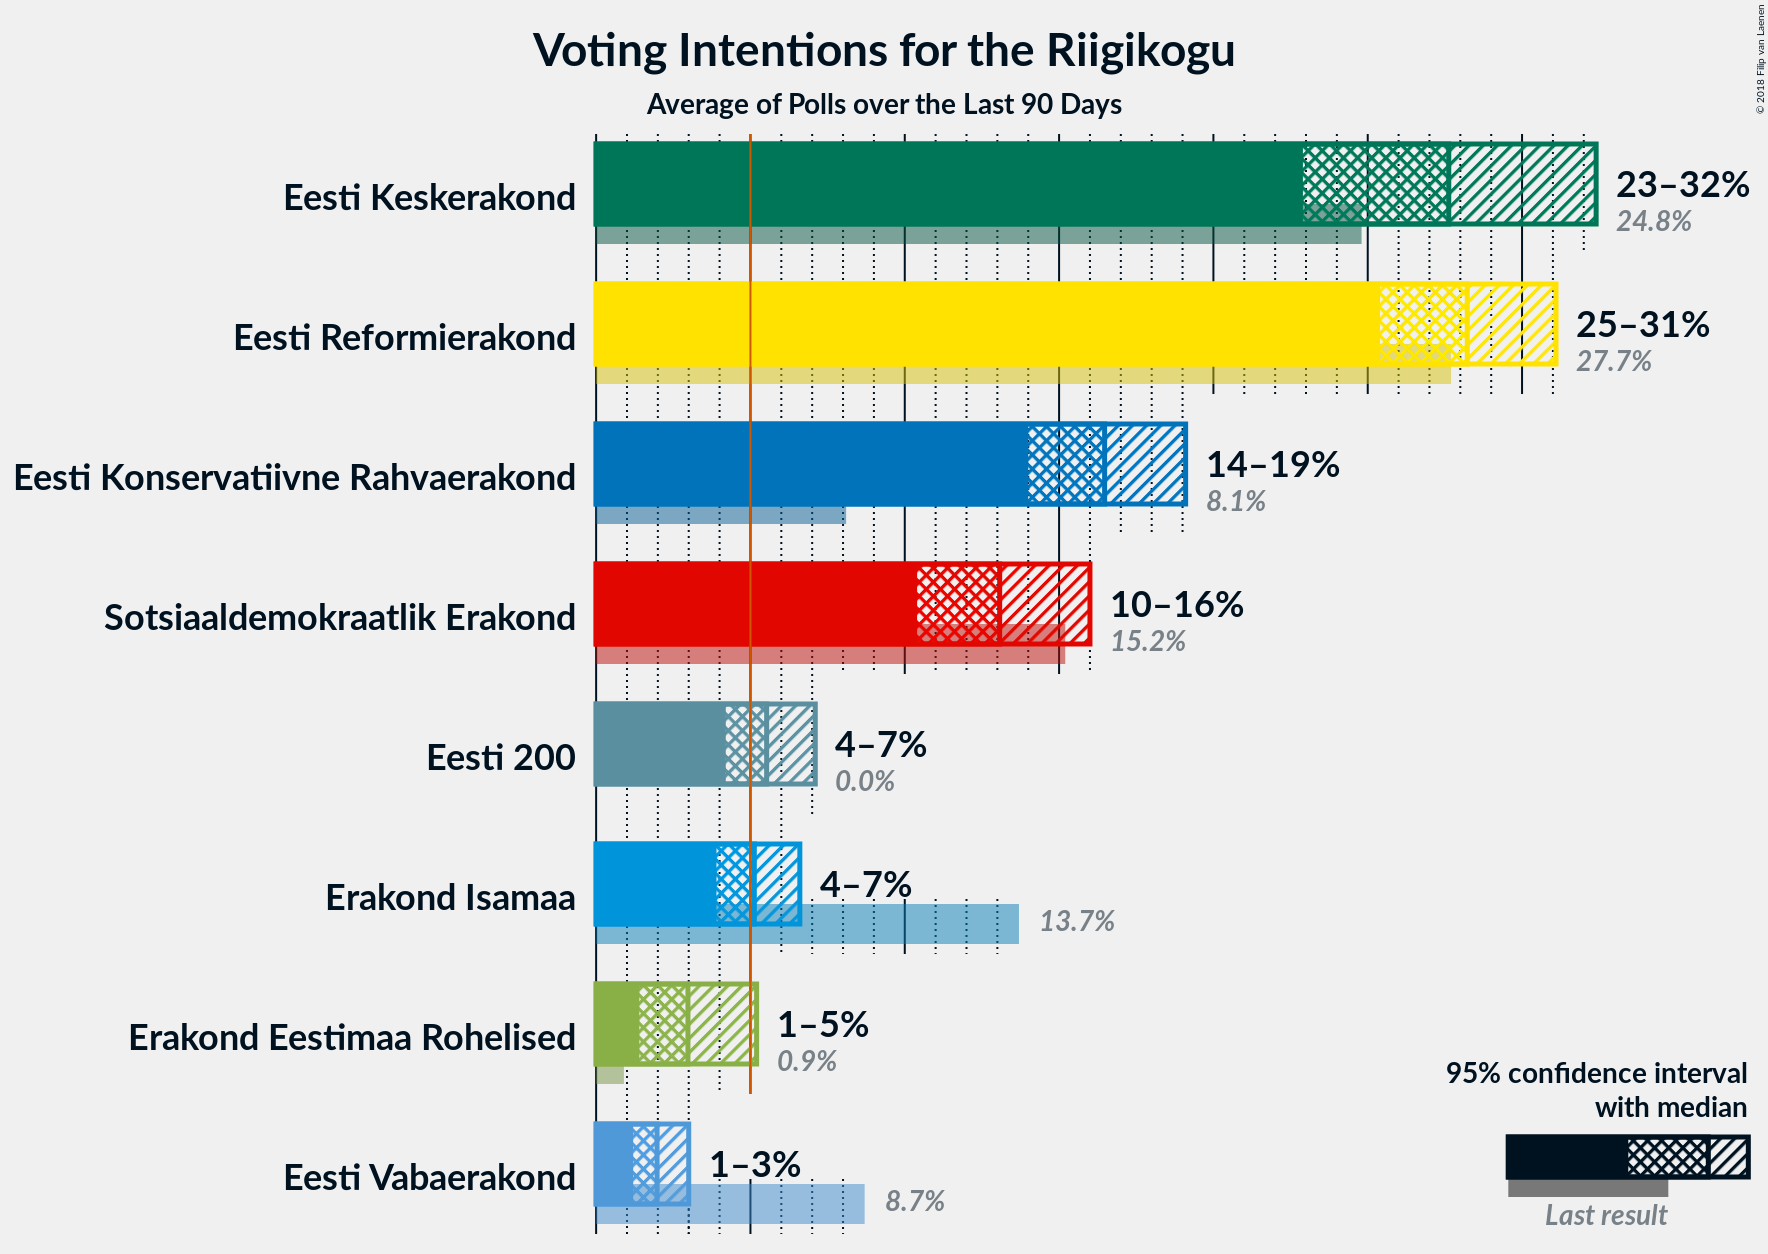 Voting Intentions for the Riigikogu
Average of Polls over the Last 90 Days
© 2018 Filip van Laenen
Eesti Keskerakond
23–32%
24.8%
Eesti Reformierakond
25–31%
27.7%
Eesti Konservatiivne Rahvaerakond
14–19%
8.1%
Sotsiaaldemokraatlik Erakond
10–16%
15.2%
Eesti 200
4–7%
0.0%
Erakond Isamaa
4–7%
13.7%
Erakond Eestimaa Rohelised
1–5%
0.9%
Eesti Vabaerakond
1–3%
8.7%
95% confidence interval
with median
Last result